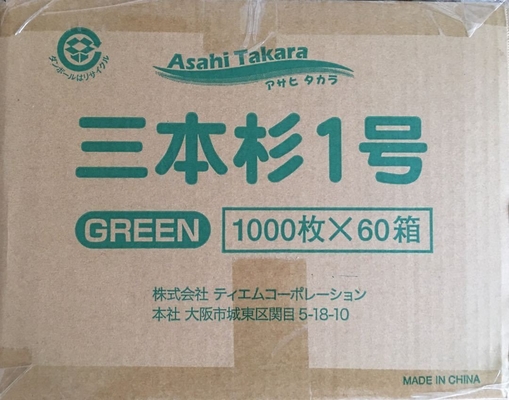 Asahi Takara
アサヒ タカラ
ダンボールはリサイクル
三本杉1号
GREEN 1000枚×60箱
株式会社 ティエムコーポレーション
本社 大阪市城東区関目5-18-10
MADE IN CHINA